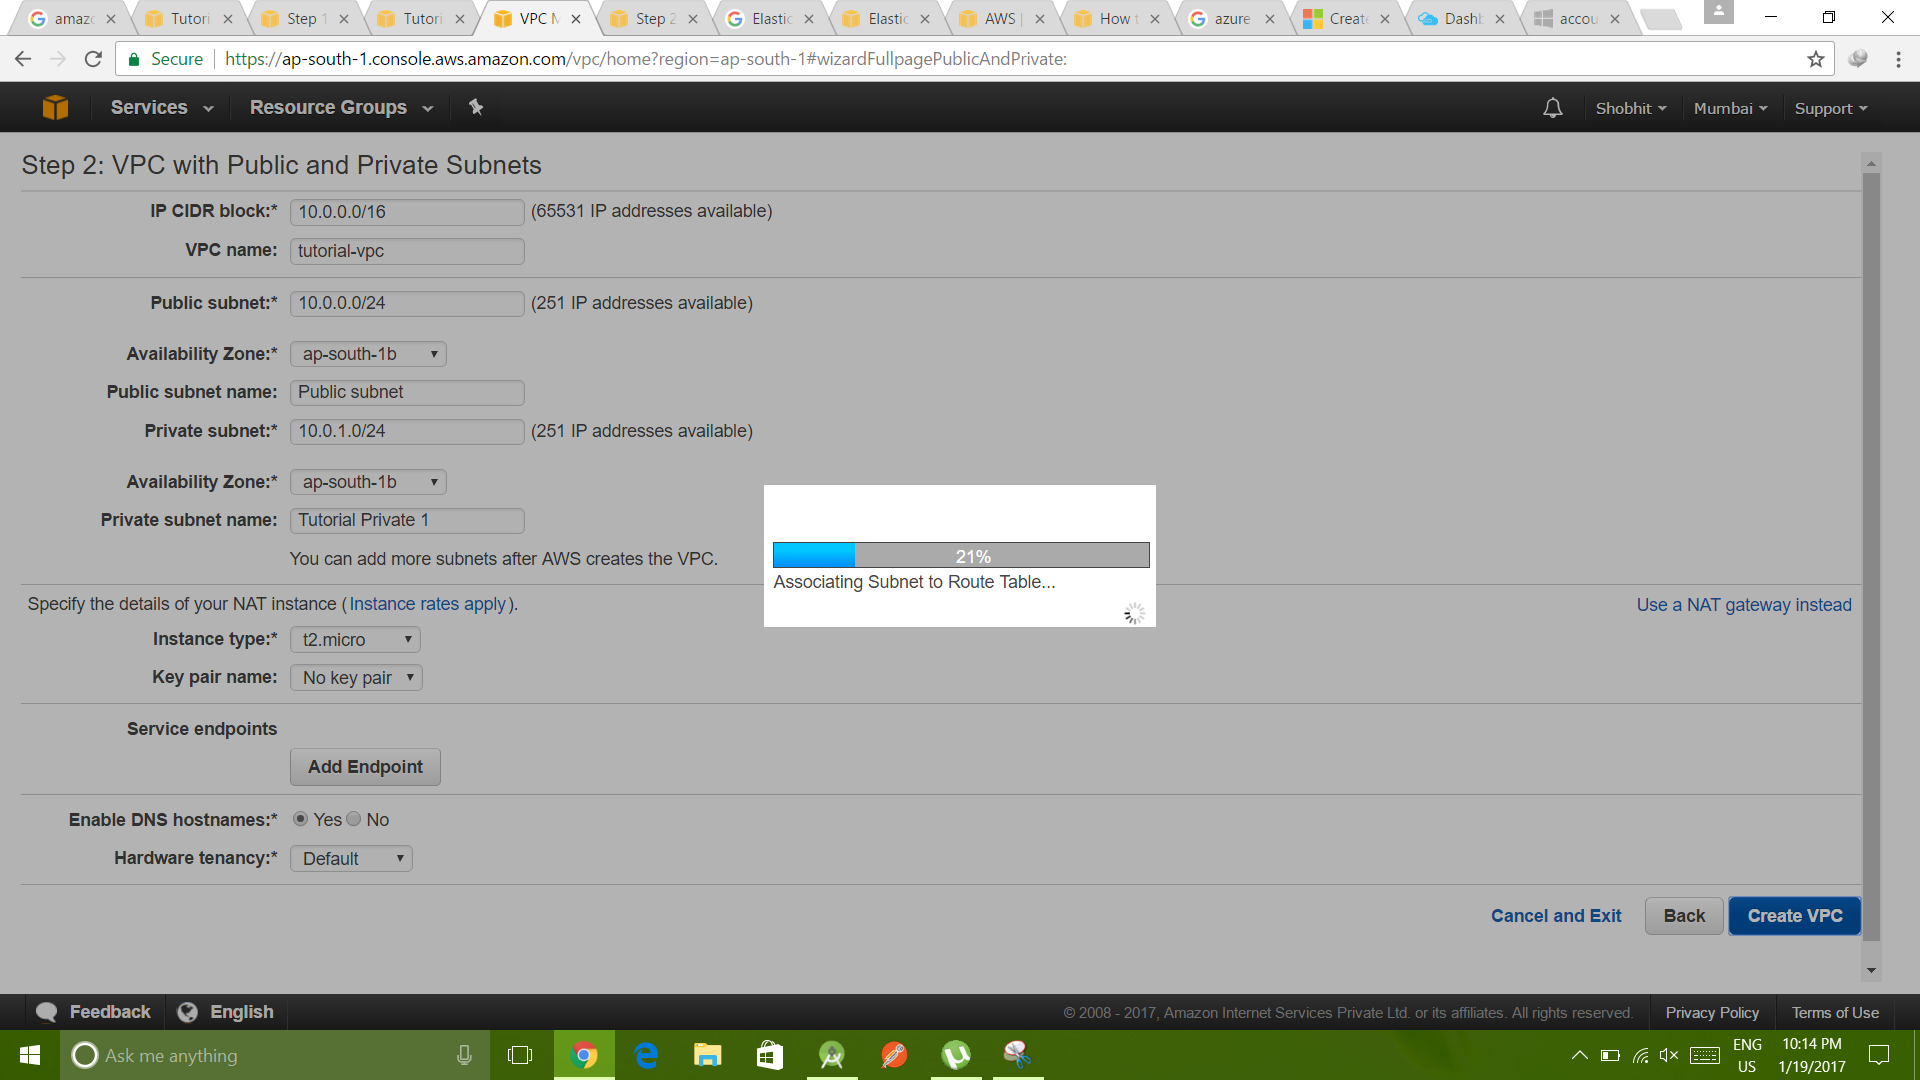 amazo
Tutori
Step 1
Tutori
VPC M
Step 2
Elastic
Elastic
AWS |
How t
azure
Create
Dashb
accou
Secure
https://ap-south-1.console.aws.amazon.com/vpc/home?region=ap-south-1#wizardFullpagePublicAndPrivate:
Services
Resource Groups
Shobhit
Mumbai
Support
Step 2: VPC with Public and Private Subnets
IP CIDR block:* 10.0.0.0/16 (65531 IP addresses available)
VPC name: tutorial-vpc
Public subnet:* 10.0.0.0/24 (251 IP addresses available)
Availability Zone:* ap-south-1b
Public subnet name: Public subnet
Private subnet:* 10.0.1.0/24 (251 IP addresses available)
Availability Zone:* ap-south-1b
Private subnet name: Tutorial Private 1
You can add more subnets after AWS creates the VPC.
21%
Associating Subnet to Route Table...
Specify the details of your NAT instance (Instance rates apply). Use a NAT gateway instead
Instance type:* t2.micro
Key pair name: No key pair
Service endpoints
Add Endpoint
Enable DNS hostnames:* Yes No
Hardware tenancy:* Default
Cancel and Exit Back Create VPC
Feedback English © 2008 - 2017, Amazon Internet Services Private Ltd. or its affiliates. All rights reserved. Privacy Policy Terms of Use
Ask me anything
ENG
US
10:14 PM
1/19/2017